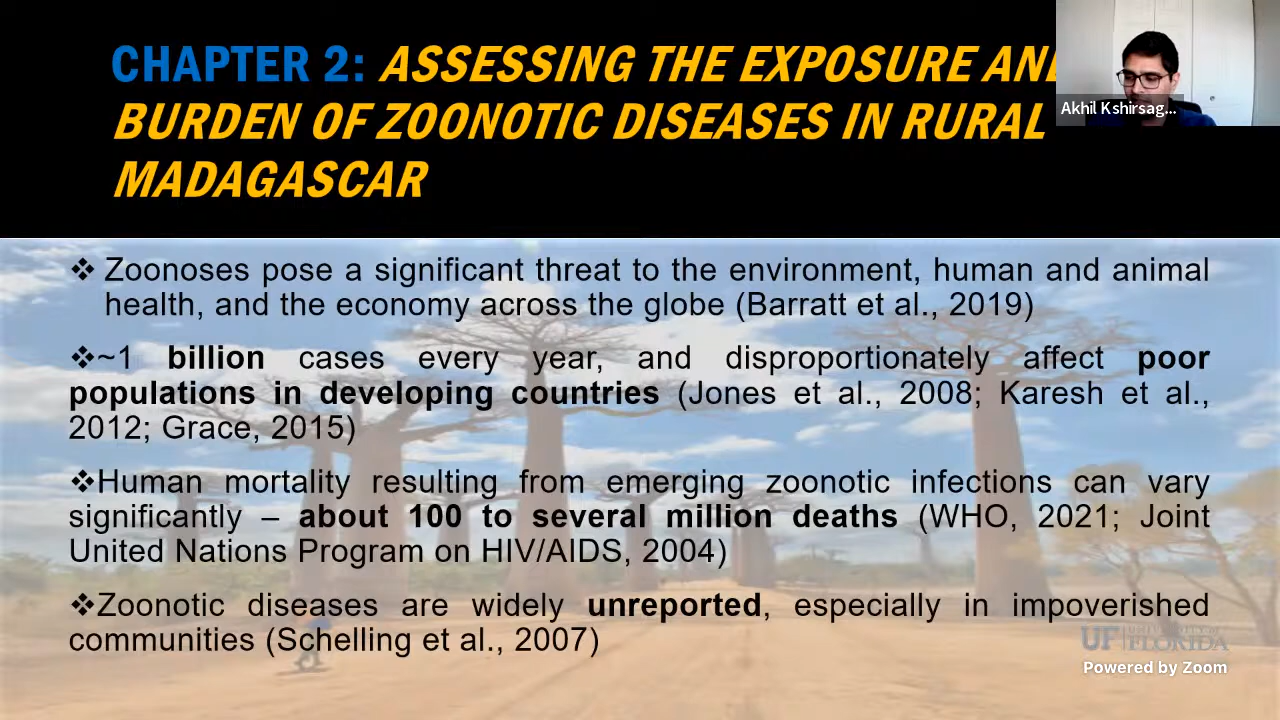 CHAPTER 2: ASSESSING THE EXPOSURE AND
BURDEN OF ZOONOTIC DISEASES IN RURAL
MADAGASCAR
Akhil Kshirsag...
❖ Zoonoses pose a significant threat to the environment, human and animal
health, and the economy across the globe (Barratt et al., 2019)
❖~1 billion cases every year, and disproportionately affect poor
populations in developing countries (Jones et al., 2008; Karesh et al.,
2012; Grace, 2015)
❖Human mortality resulting from emerging zoonotic infections can vary
significantly – about 100 to several million deaths (WHO, 2021; Joint
United Nations Program on HIV/AIDS, 2004)
❖Zoonotic diseases are widely unreported, especially in impoverished
communities (Schelling et al., 2007)
UF UNIVERSITY of
FLORIDA
Powered by Zoom